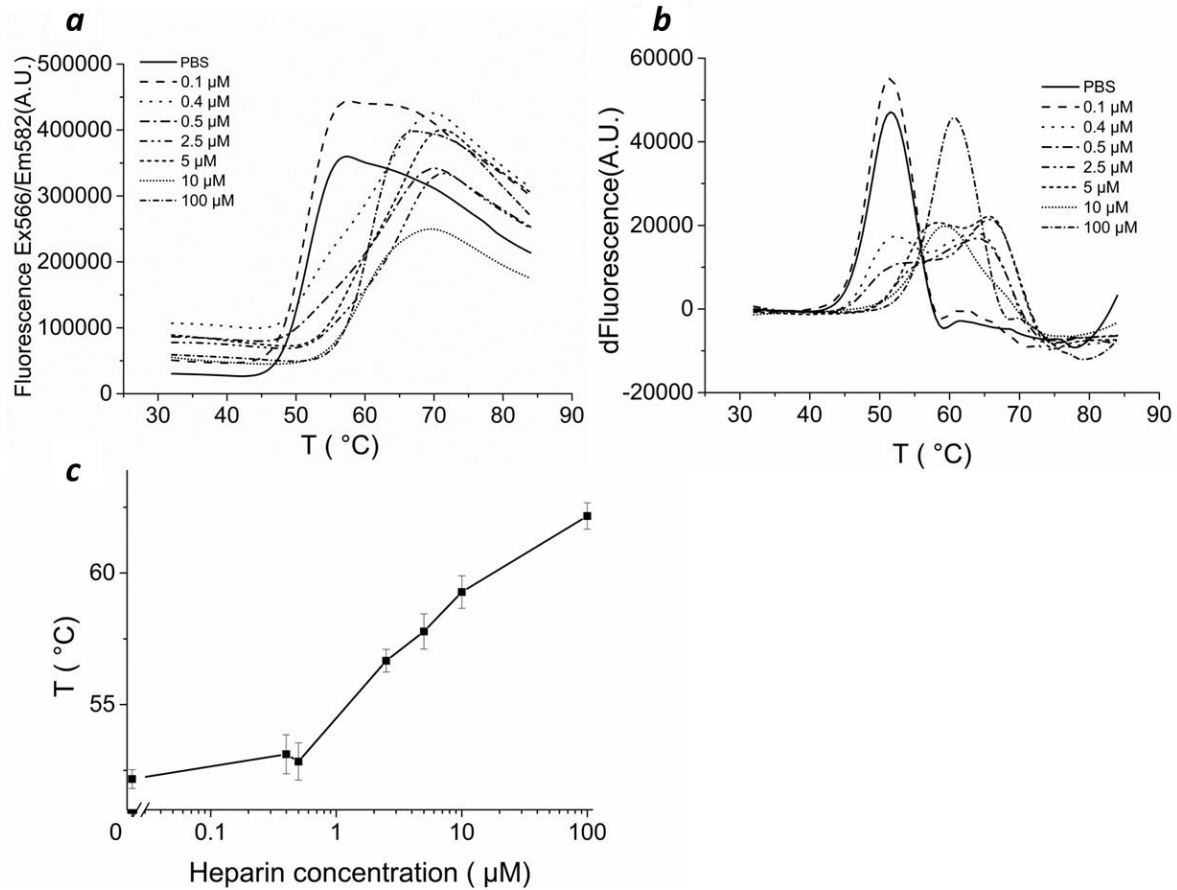 a
Fluorescence Ex566/Em582(A.U.)
500000
400000
300000
200000
100000
0
PBS
0.1 µM
0.4 µM
0.5 µM
2.5 µM
5 µM
10 µM
100 µM
30 40 50 60 70 80 90
T ( °C)
b
dFluorescence(A.U.)
60000
40000
20000
0
-20000
PBS
0.1 µM
0.4 µM
0.5 µM
2.5 µM
5 µM
10 µM
100 µM
30 40 50 60 70 80 90
T ( °C)
c
T ( °C)
60
55
0 0.1 1 10 100
Heparin concentration ( µM)